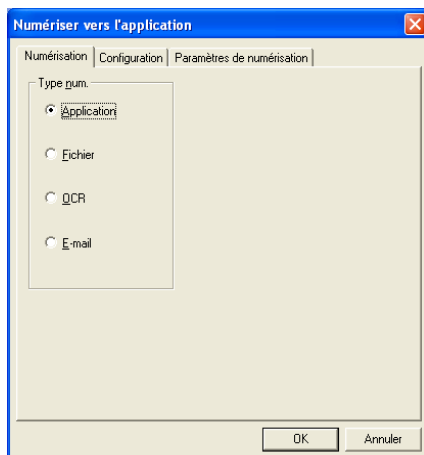 Numériser vers l'application
Numérisation Configuration Paramètres de numérisation
Type num.
Application
Fichier
OCR
E-mail
OK Annuler